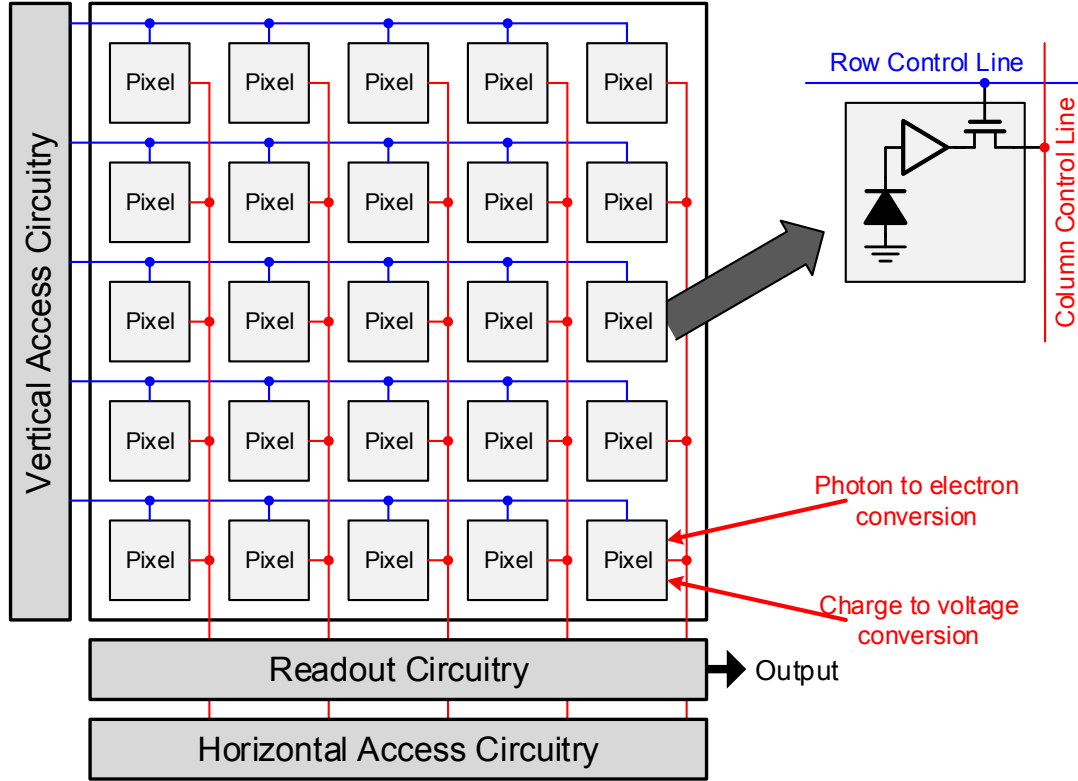 Vertical Access Circuitry
Pixel Pixel Pixel Pixel Pixel
Pixel Pixel Pixel Pixel Pixel
Pixel Pixel Pixel Pixel Pixel
Pixel Pixel Pixel Pixel Pixel
Pixel Pixel Pixel Pixel Pixel
Row Control Line
Column Control Line
Photon to electron
conversion
Charge to voltage
conversion
Readout Circuitry
Output
Horizontal Access Circuitry